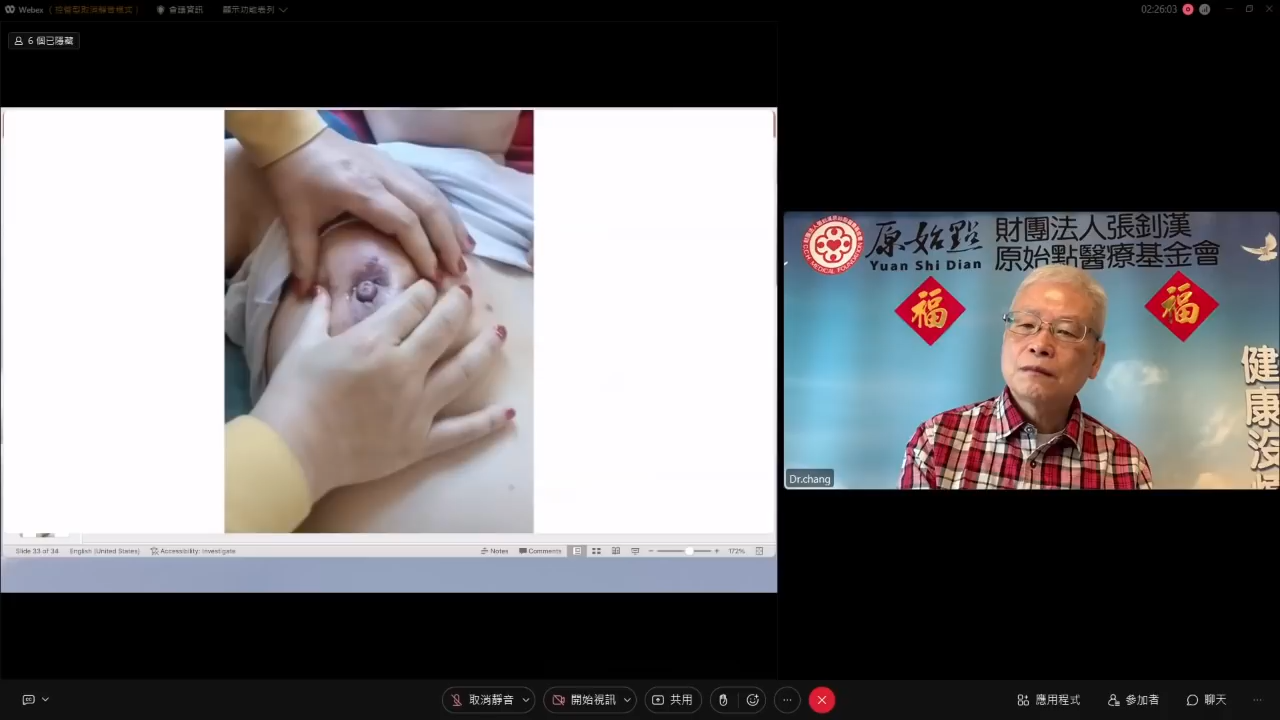 Webex
會議資訊
顯示功能表列
02:26:03
6 個已隱藏
原始點
Yuan Shi Dian
財團法人張釗漢
原始點醫療基金會
福
福
健康沒
Dr.chang
Slide 33 of 34
English (United States)
Accessibility: Investigate
Notes
Comments
172%
取消靜音
開始視訊
共用
應用程式
參加者
聊天